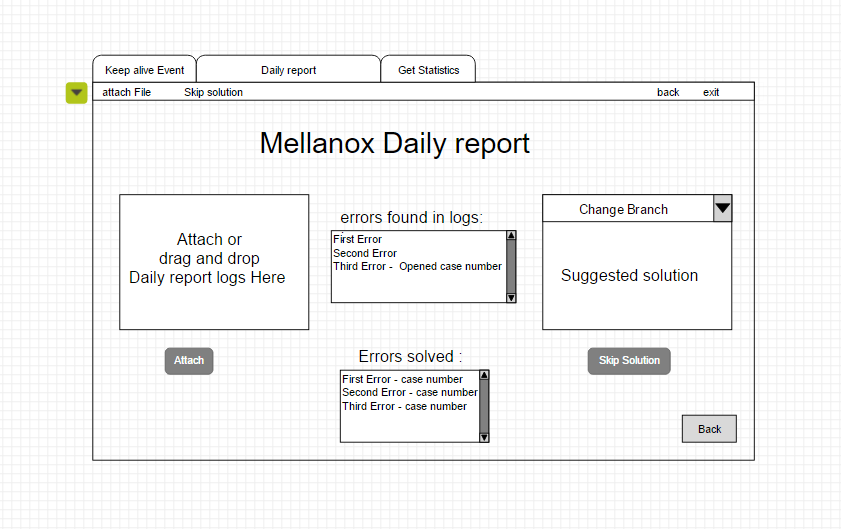 Keep alive Event
Daily report
Get Statistics
attach File
Skip solution
back
exit
Mellanox Daily report
Attach or
drag and drop
Daily report logs Here
Attach
errors found in logs:
First Error
Second Error
Third Error - Opened case number
Errors solved :
First Error - case number
Second Error - case number
Third Error - case number
Change Branch
Suggested solution
Skip Solution
Back